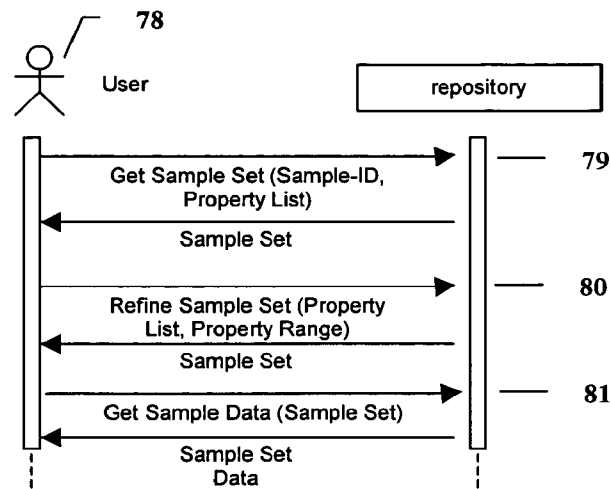 78
User
repository
79
Get Sample Set (Sample-ID,
Property List)
Sample Set
80
Refine Sample Set (Property
List, Property Range)
Sample Set
81
Get Sample Data (Sample Set)
Sample Set
Data